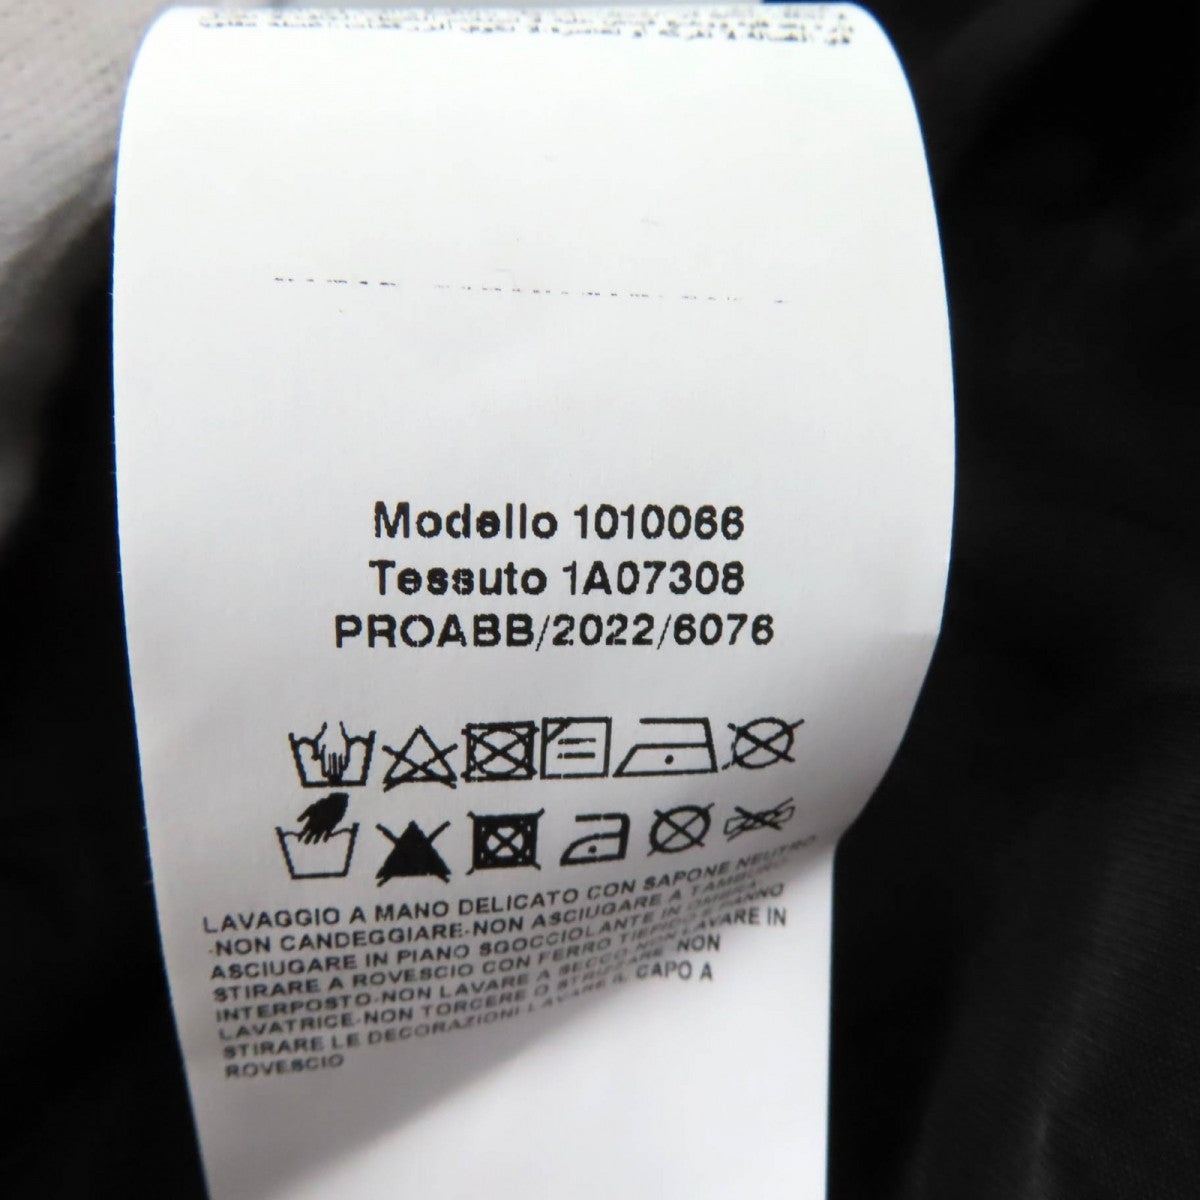 Modello 1010066
Tessuto 1A07308
PROABB/2022/6076
LAVAGGIO A MANO DELICATO CON SAPONE NEUTRO
-NON CANDEGGIARE-NON ASCIUGARE A TAMBURO
ASCIUGARE IN PIANO SGOCCIOLANTE IN OMBRA
STIRARE A ROVESCIO CON FERRO TIEPIDO E PANNO
INTERPOSTO-NON LAVARE A SECCO-NON LAVARE IN
LAVATRICE-NON TORCERE O STRIZZARE NON
STIRARE LE DECORAZIONI LAVARE IL CAPO A
ROVESCIO